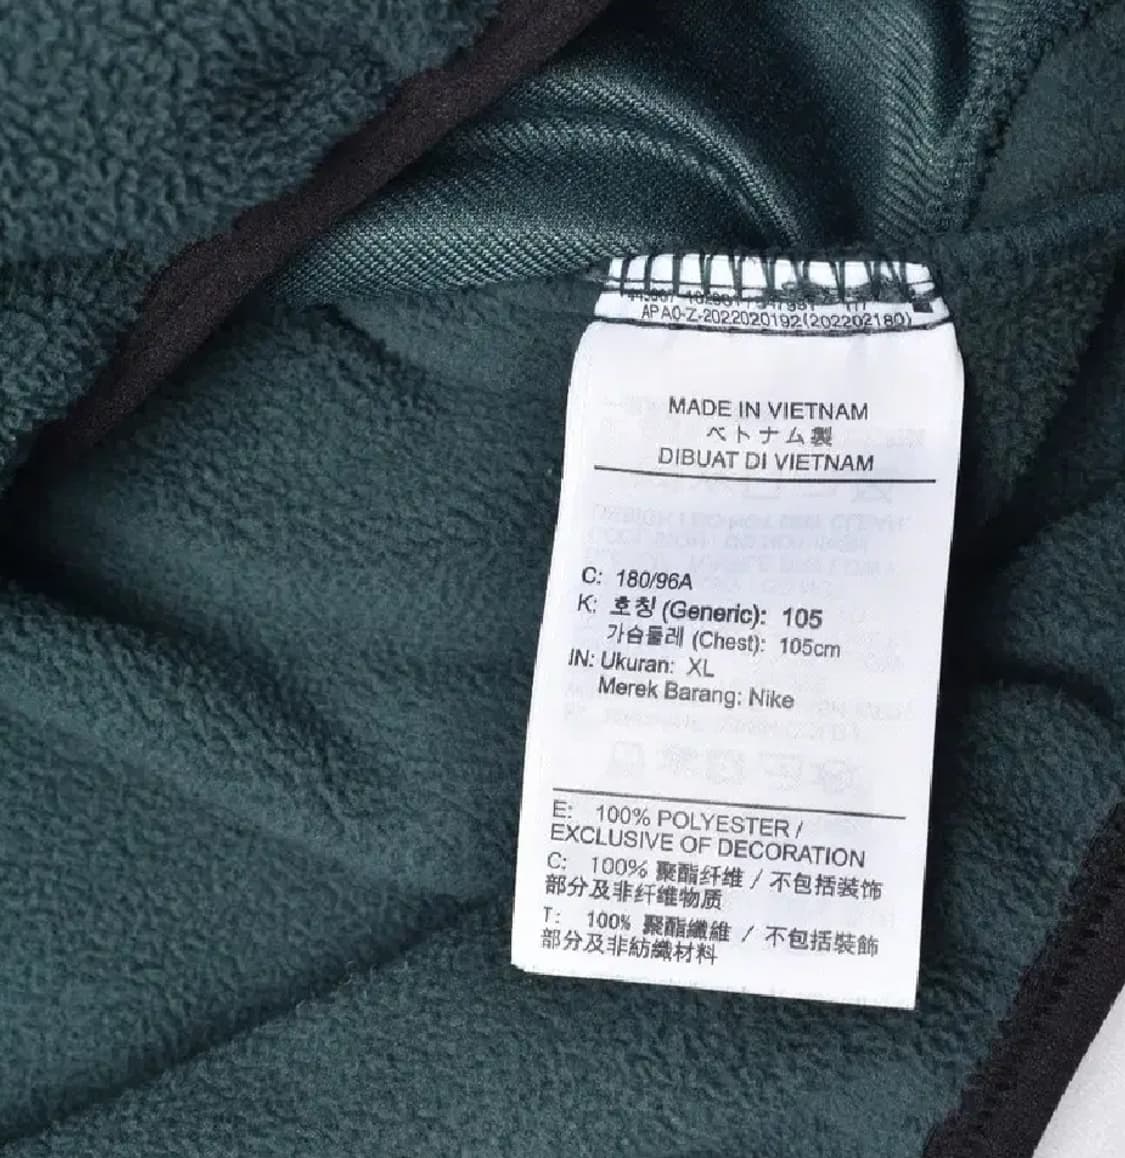 APA0-Z-2022020192(202202180)
MADE IN VIETNAM
ベトナム製
DIBUAT DI VIETNAM
C: 180/96A
K: 호칭 (Generic): 105
가슴둘레 (Chest): 105cm
IN: Ukuran: XL
Merek Barang: Nike
E: 100% POLYESTER /
EXCLUSIVE OF DECORATION
C: 100% 聚酯纤维 / 不包括装饰
部分及非纤维物质
T: 100% 聚酯纖維 / 不包括裝飾
部分及非紡織材料